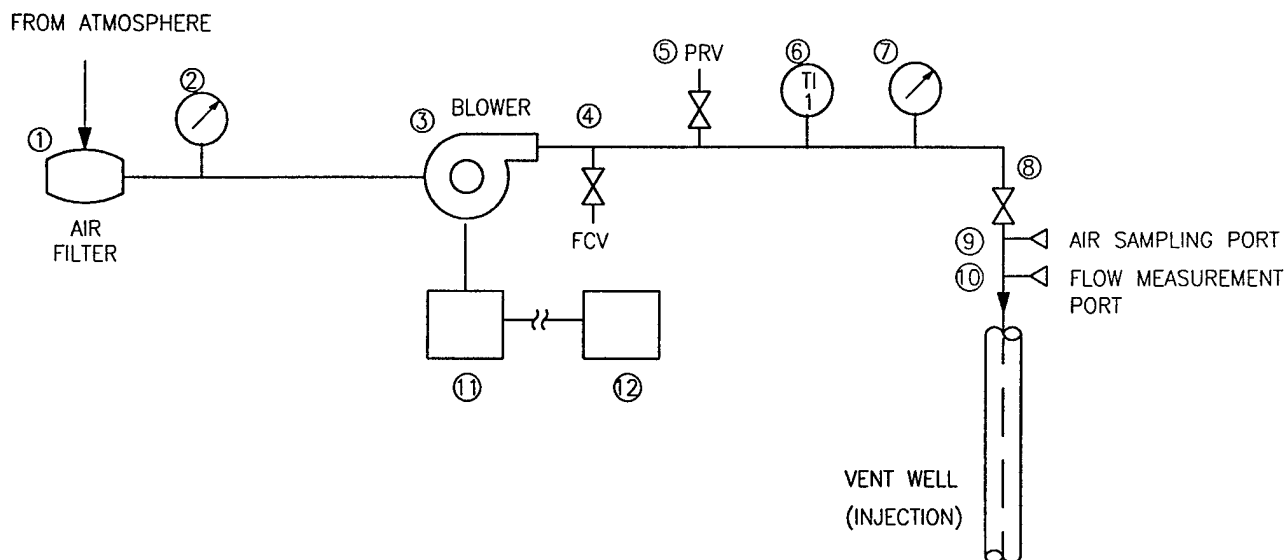 FROM ATMOSPHERE
① 
AIR
FILTER
②
③ BLOWER
④
FCV
⑤ PRV
⑥
TI
1
⑦
⑧
⑨ AIR SAMPLING PORT
⑩ FLOW MEASUREMENT
PORT
⑪
⑫
VENT WELL
(INJECTION)